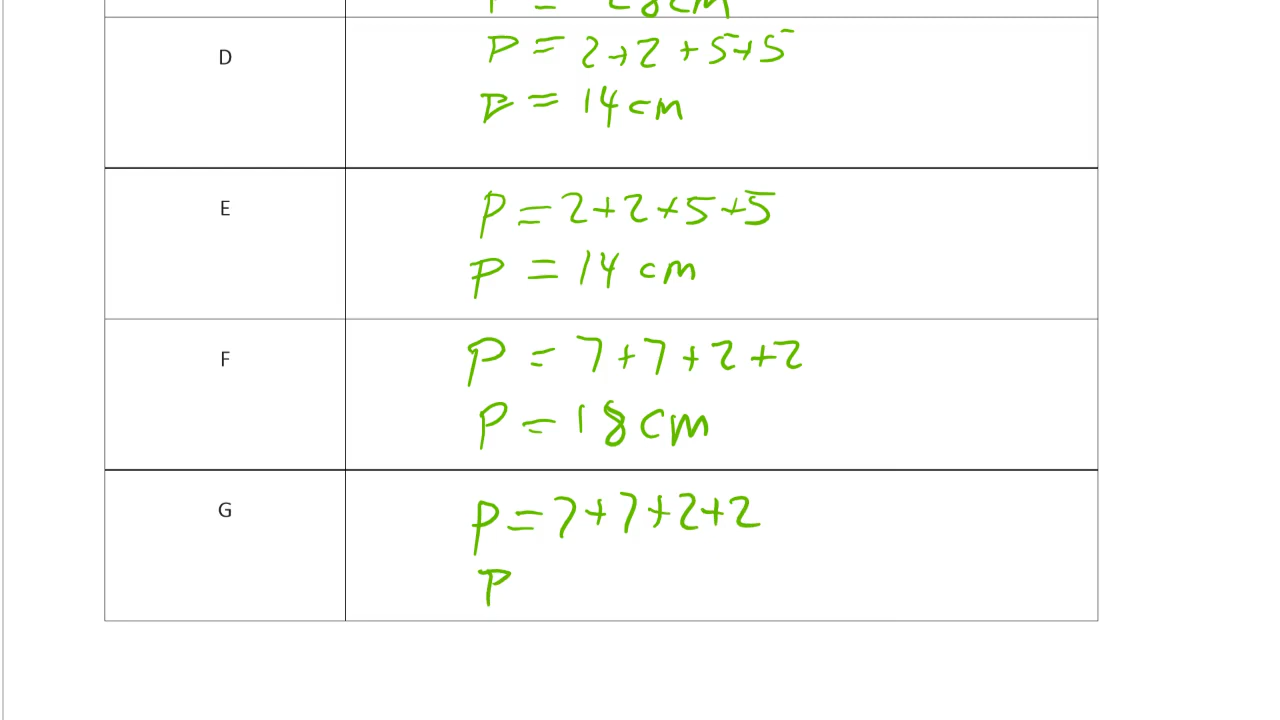 D
P = 2+2+5+5
P = 14 cm
E
P = 2+2+5+5
P = 14 cm
F
P = 7+7+2+2
P = 18 cm
G
P = 7+7+2+2
P